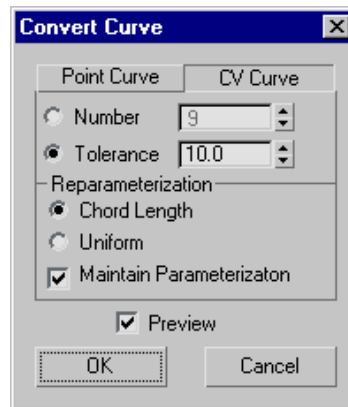 Convert Curve
Point Curve CV Curve
Number 9
Tolerance 10.0
Reparameterization
Chord Length
Uniform
Maintain Parameterizaton
Preview
OK Cancel